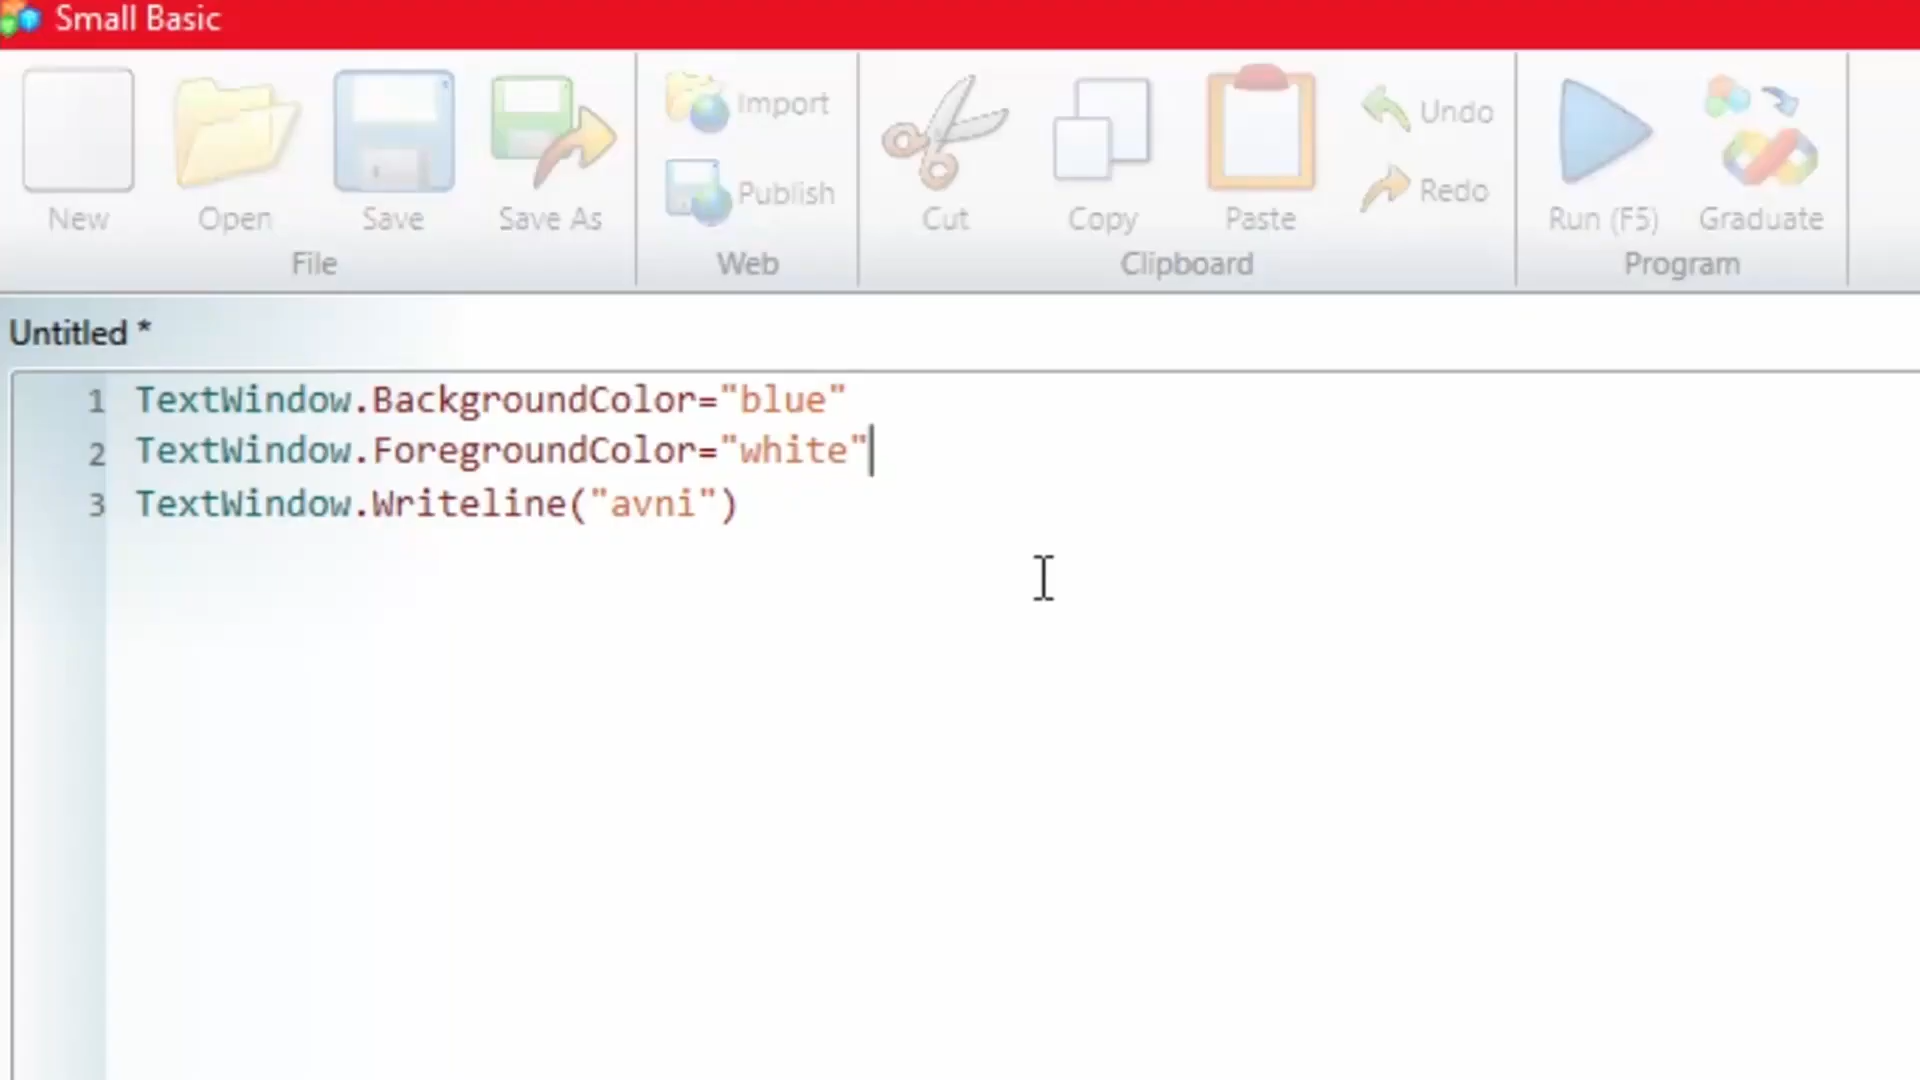 Small Basic
New
Open
Save
Save As
File
Import
Publish
Web
Cut
Copy
Paste
Undo
Redo
Clipboard
Run (F5)
Graduate
Program
Untitled *
1 TextWindow.BackgroundColor="blue"
2 TextWindow.ForegroundColor="white"
3 TextWindow.Writeline("avni")